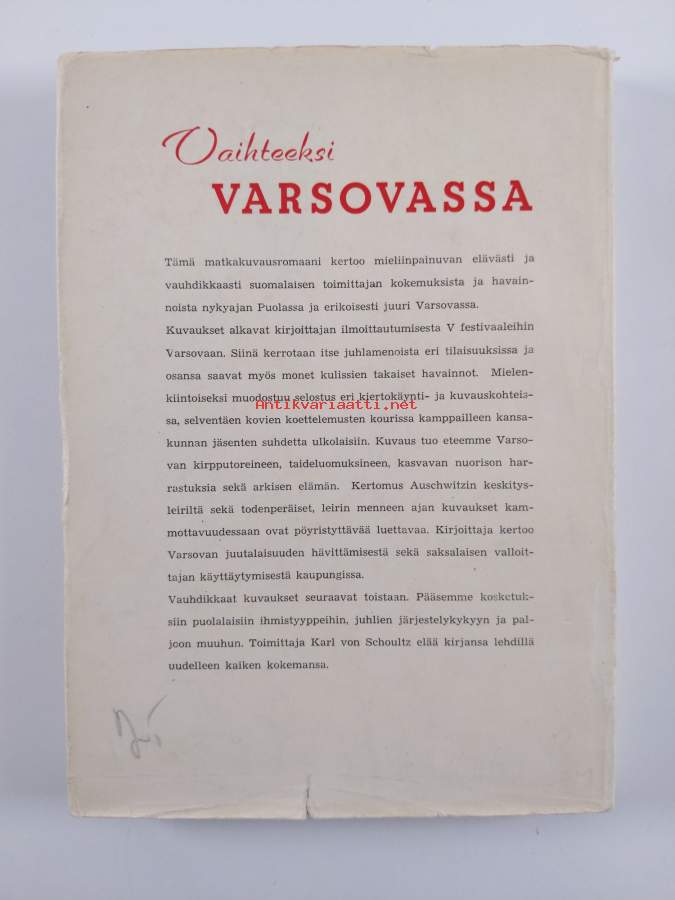 Vaihteeksi
VARSOVASSA
Tämä matkakuvausromaani kertoo mieliinpainuvan elävästi ja
vauhdikkaasti suomalaisen toimittajan kokemuksista ja havain-
noista nykyajan Puolassa ja erikoisesti juuri Varsovassa.
Kuvaukset alkavat kirjoittajan ilmoittautumisesta V festivaaleihin
Varsovaan. Siinä kerrotaan itse juhlamenoista eri tilaisuuksissa ja
osansa saavat myös monet kulissien takaiset havainnot. Mielen-
kiintoiseksi muodostuu selostus eri kiertokäynti- ja kuvauskohteis-
Antikvariaatti.net
sa, selventäen kovien koettelemusten kourissa kamppailleen kansa-
kunnan jäsenten suhdetta ulkolaisiin. Kuvaus tuo eteemme Varso-
van kirpputoreineen, taideluomuksineen, kasvavan nuorison har-
rastuksia sekä arkisen elämän. Kertomus Auschwitzin keskitys-
leiriltä sekä todenperäiset, leirin menneen ajan kuvaukset kam-
mottavuudessaan ovat pöyristyttävää luettavaa. Kirjoittaja kertoo
Varsovan juutalaisuuden hävittämisestä sekä saksalaisen valloit-
tajan käyttäytymisestä kaupungissa.
Vauhdikkaat kuvaukset seuraavat toistaan. Pääsemme kosketuk-
siin puolalaisiin ihmistyyppeihin, juhlien järjestelykykyyn ja pal-
joon muuhun. Toimittaja Karl von Schoultz elää kirjansa lehdillä
uudelleen kaiken kokemansa.